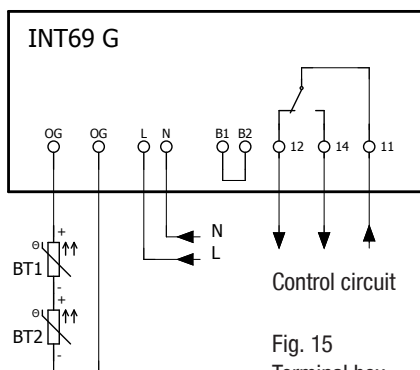 INT69 G
OG OG L N B1 B2 12 14 11
+
Θ
BT1
-
+
Θ
BT2
-
N
L
Control circuit
Fig. 15